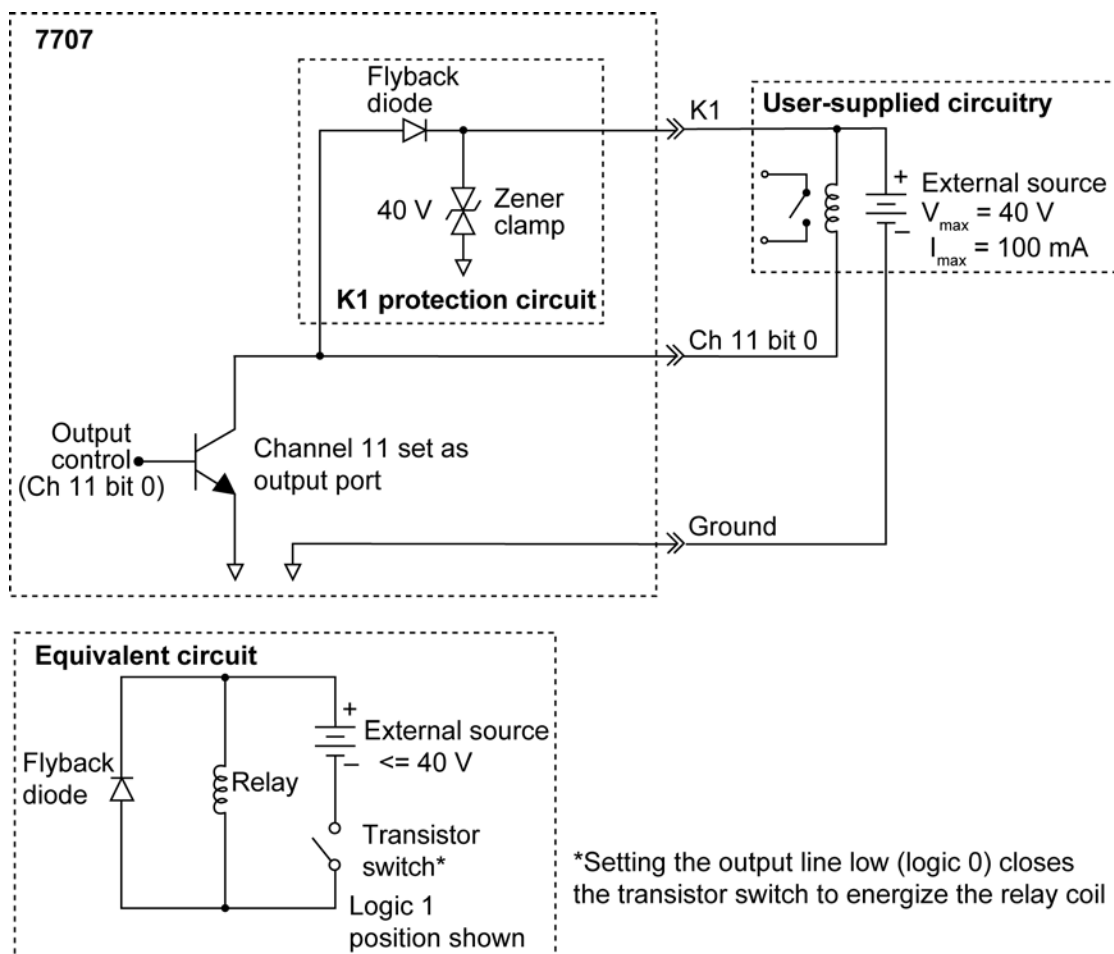 7707
Flyback
diode
40 V
Zener
clamp
K1 protection circuit
K1
User-supplied circuitry
+
External source
Vmax = 40 V
–
Imax = 100 mA
Ch 11 bit 0
Output
control
(Ch 11 bit 0)
Channel 11 set as
output port
Ground
Equivalent circuit
Flyback
diode
Relay
+
External source
–
<= 40 V
Transistor
switch*
Logic 1
position shown
*Setting the output line low (logic 0) closes
the transistor switch to energize the relay coil